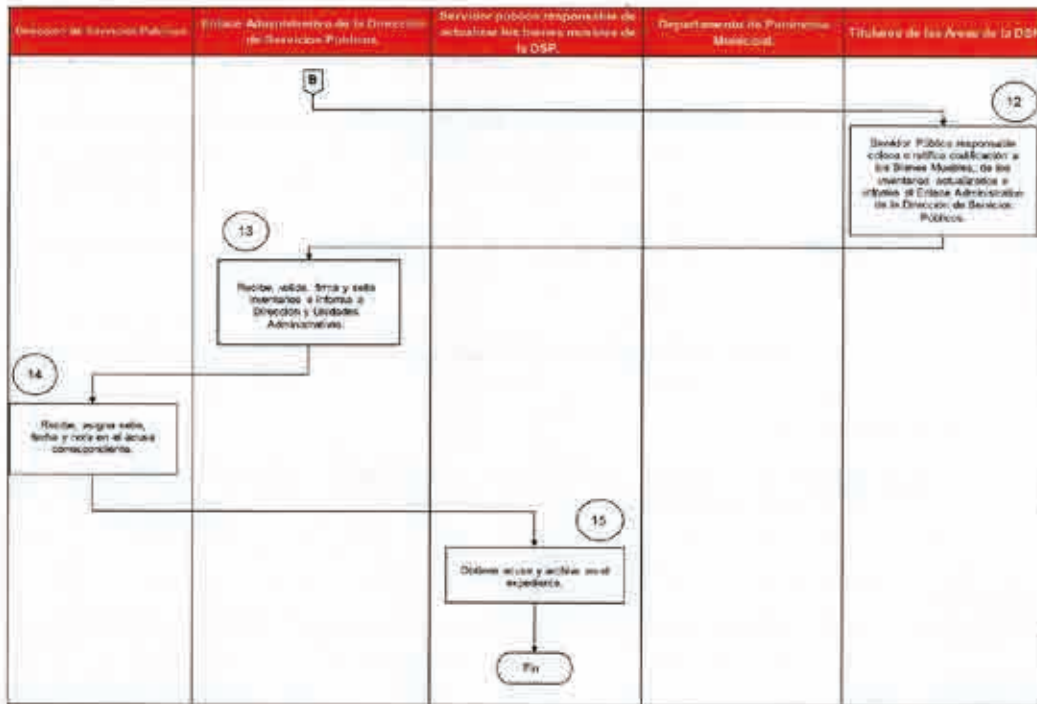 Dirección de Servicios Públicos
Enlace Administrativo de la Dirección
de Servicios Públicos.
Servidor público responsable de
actualizar los bienes muebles de
la DSP.
Departamento de Patrimonio
Municipal.
Titulares de las Áreas de la DSP
B
12
Servidor Público responsable
coloca o ratifica codificación a
los Bienes Muebles, de los
inventarios actualizados e
informa al Enlace Administrativo
de la Dirección de Servicios
Públicos.
13
Recibe, valida, firma y sella
inventarios e informa a
Dirección y Unidades
Administrativas.
14
Recibe, asigna sello,
fecha y hora en el acuse
correspondiente.
15
Obtiene acuse y archiva en el
expediente.
Fin